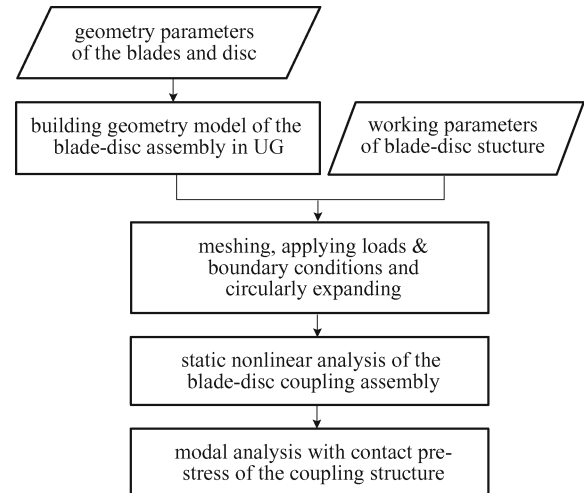 geometry parameters
of the blades and disc
building geometry model of the
blade-disc assembly in UG
working parameters
of blade-disc stucture
meshing, applying loads &
boundary conditions and
circularly expanding
static nonlinear analysis of the
blade-disc coupling assembly
modal analysis with contact pre-
stress of the coupling structure